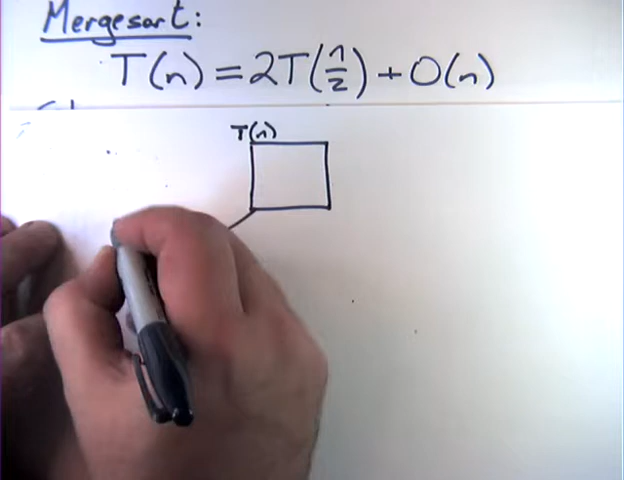 Mergesort:
T(n) = 2T(n/2) + O(n)
T(n)